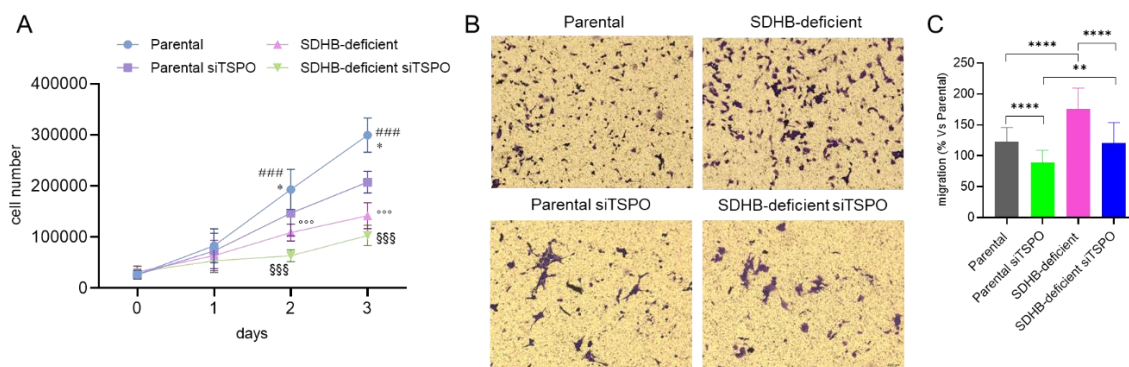 A
Parental
SDHB-deficient
Parental siTSPO
SDHB-deficient siTSPO
400000
300000
200000
100000
0
cell number
###
*
###
*
°°°
°°°
§§§
§§§
0 1 2 3
days
B
Parental
SDHB-deficient
Parental siTSPO
SDHB-deficient siTSPO
C
****
****
**
****
250
200
150
100
50
0
migration (% Vs Parental)
Parental
Parental siTSPO
SDHB-deficient
SDHB-deficient siTSPO